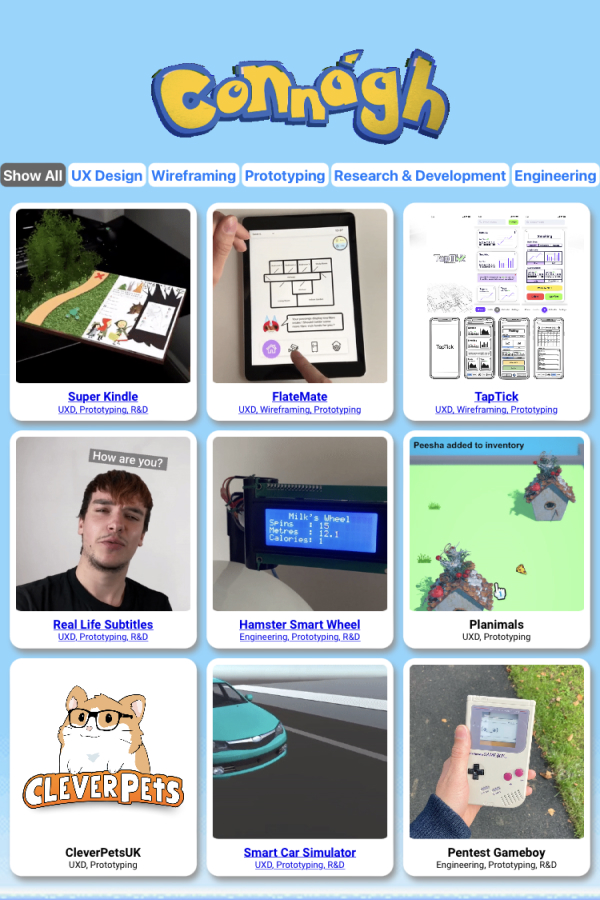 Connagh
Show All UX Design Wireframing Prototyping Research & Development Engineering
Super Kindle
UXD, Prototyping, R&D
FlateMate
UXD, Wireframing, Prototyping
TapTick
TapTick
TapTick
UXD, Wireframing, Prototyping
How are you?
Real Life Subtitles
UXD, Prototyping, R&D
Milk's Wheel
Spins : 15
Metres : 12.1
Calories: 1
Hamster Smart Wheel
Engineering, Prototyping, R&D
Peesha added to inventory
Planimals
UXD, Prototyping
CLEVERPETS
CleverPetsUK
UXD, Prototyping
Smart Car Simulator
UXD, Prototyping, R&D
Pentest Gameboy
Engineering, Prototyping, R&D